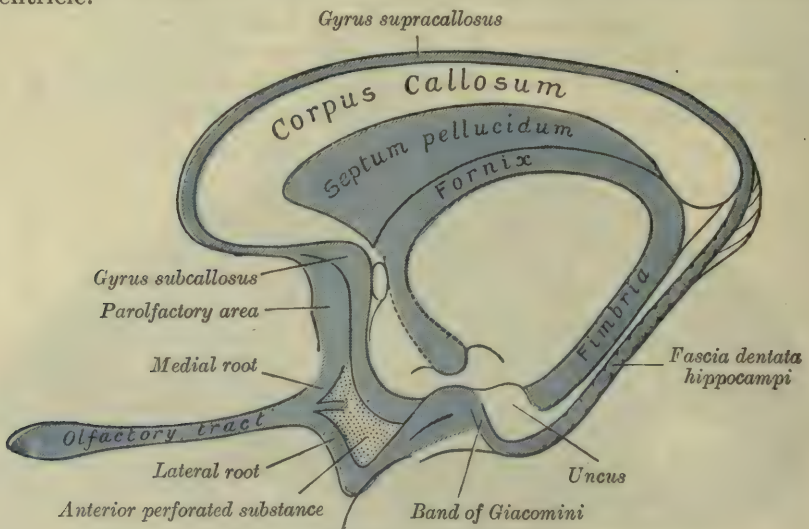 entricle.
Gyrus supracallosus
Corpus Callosum
Septum pellucidum
Fornix
Gyrus subcallosus
Parolfactory area
Fimbria
Medial root
Fascia dentata
hippocampi
Olfactory tract
Lateral root
Uncus
Anterior perforated substance
Band of Giacomini